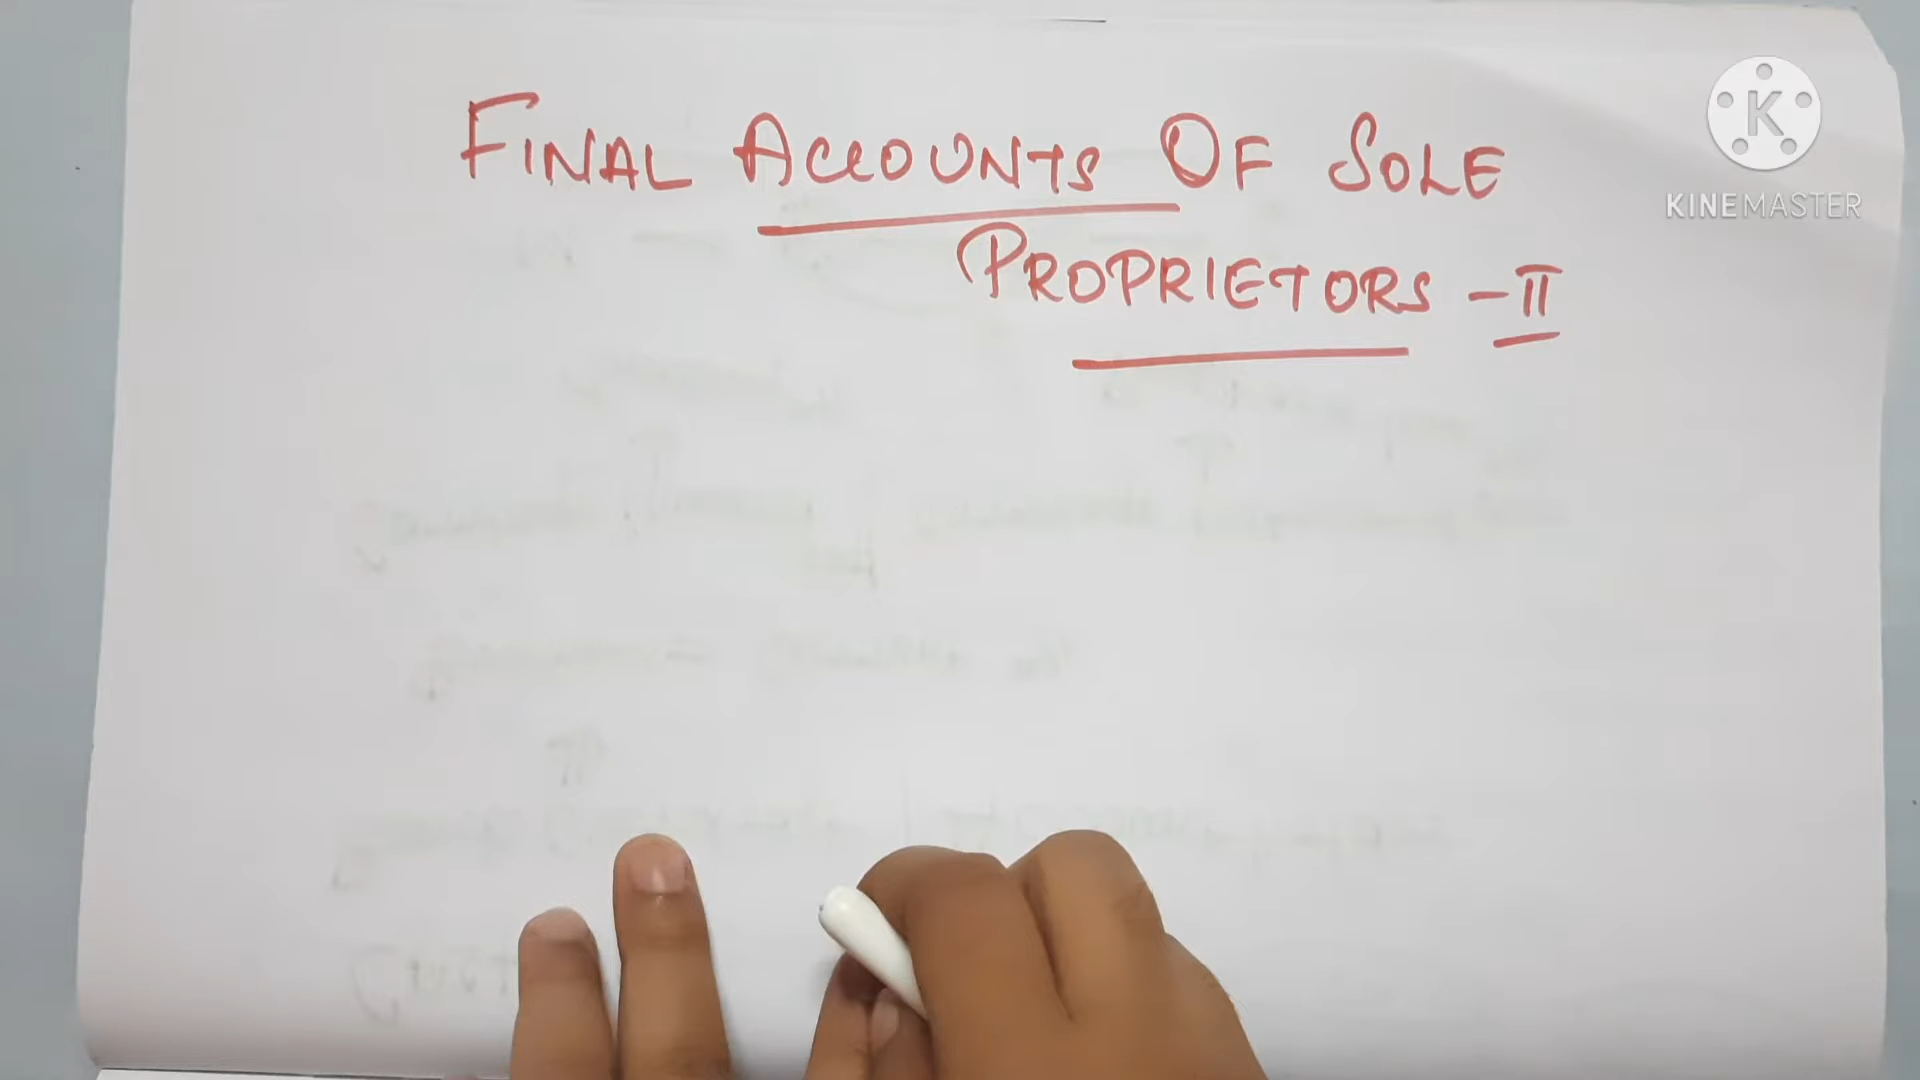 FINAL ACCOUNTS OF SOLE
PROPRIETORS - II
K
KINEMASTER